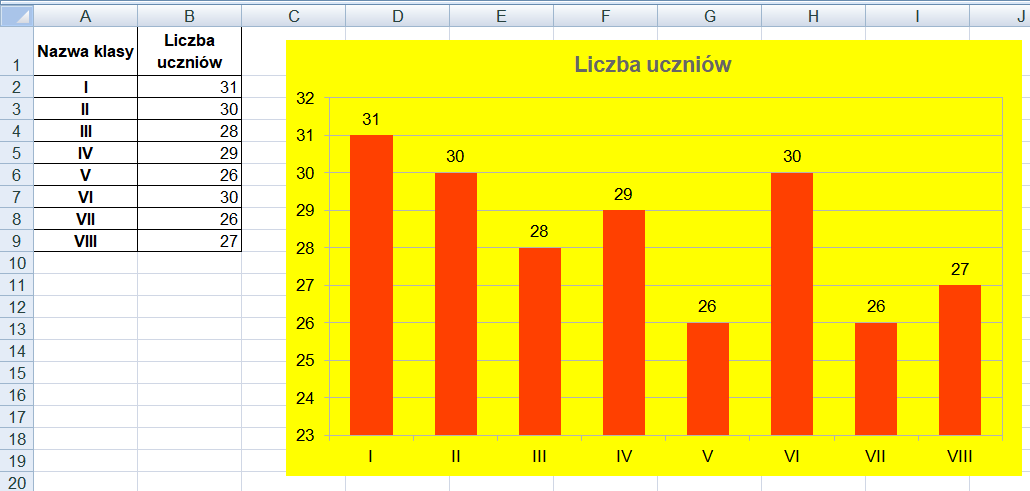 A B C D E F G H I J
1 Nazwa klasy Liczba
uczniów
2 I 31
3 II 30
4 III 28
5 IV 29
6 V 26
7 VI 30
8 VII 26
9 VIII 27
10
11
12
13
14
15
16
17
18
19
20
Liczba uczniów
32
31
30
29
28
27
26
25
24
23
31 30 28 29 26 30 26 27
I II III IV V VI VII VIII